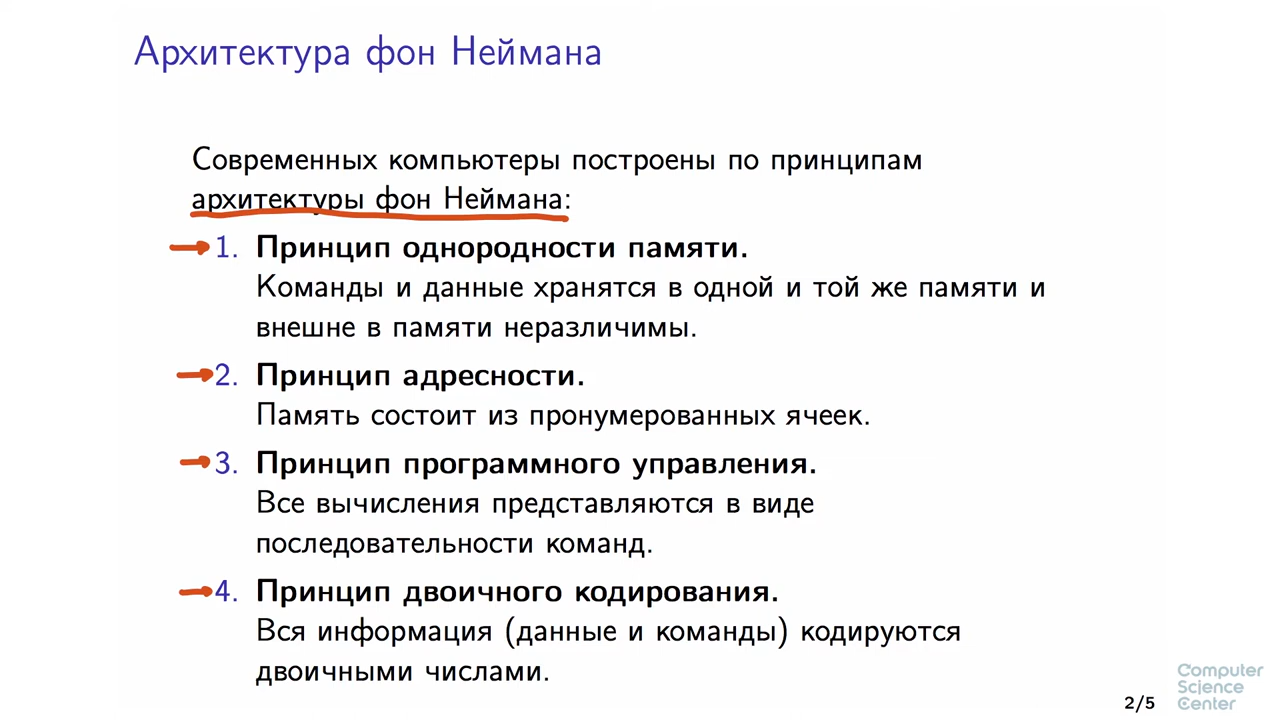 Архитектура фон Неймана
Современных компьютеры построены по принципам
архитектуры фон Неймана:
1. Принцип однородности памяти.
Команды и данные хранятся в одной и той же памяти и
внешне в памяти неразличимы.
2. Принцип адресности.
Память состоит из пронумерованных ячеек.
3. Принцип программного управления.
Все вычисления представляются в виде
последовательности команд.
4. Принцип двоичного кодирования.
Вся информация (данные и команды) кодируются
двоичными числами.
2/5
Computer
Science
Center